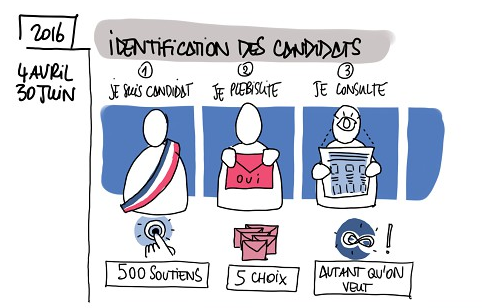 2016
4 AVRIL
30 JUIN
IDENTIFICATION DES CANDIDATS
1
JE SUIS CANDIDAT
2
JE PLEBISCITE
3
JE CONSULTE
OUI
500 SOUTIENS
5 CHOIX
!
AUTANT QU'ON
VEUT